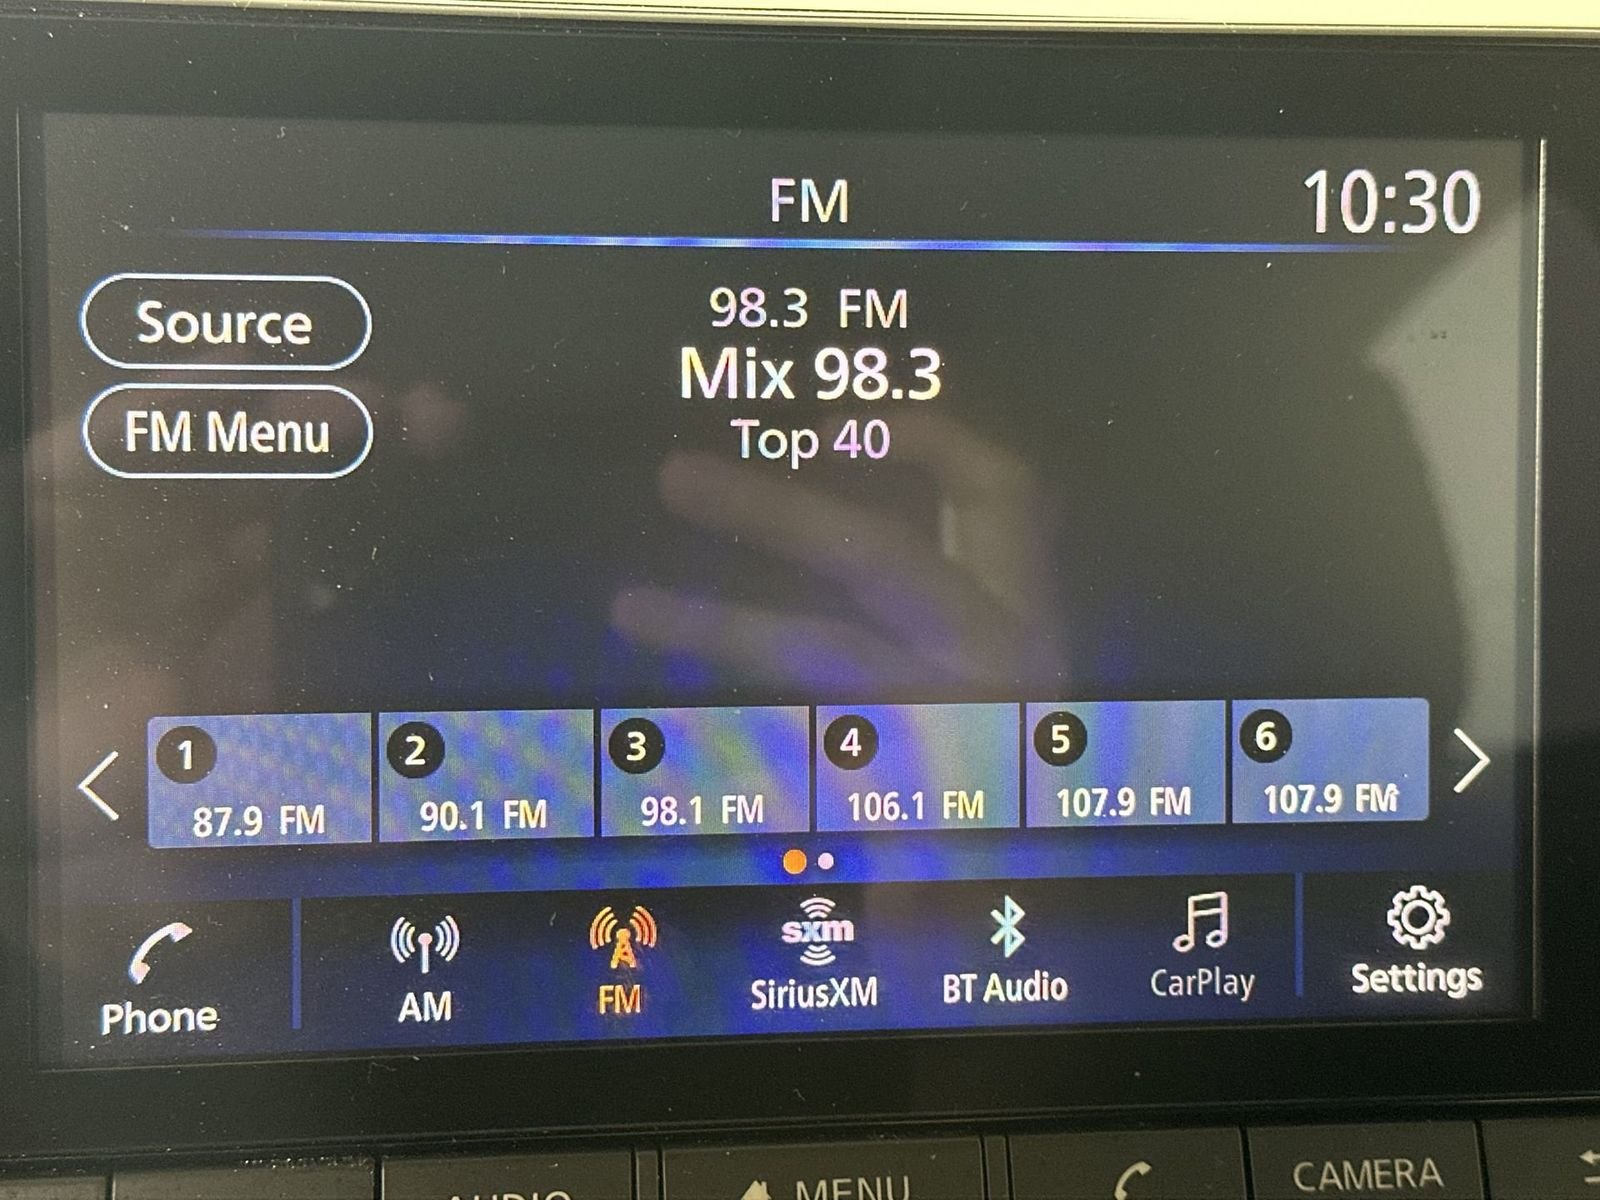 FM
10:30
Source
98.3 FM
Mix 98.3
FM Menu
Top 40
1
2
3
4
5
6
87.9 FM
90.1 FM
98.1 FM
106.1 FM
107.9 FM
107.9 FM
Phone
AM
FM
sxm
SiriusXM
BT Audio
CarPlay
Settings
AUDIO
MENU
CAMERA